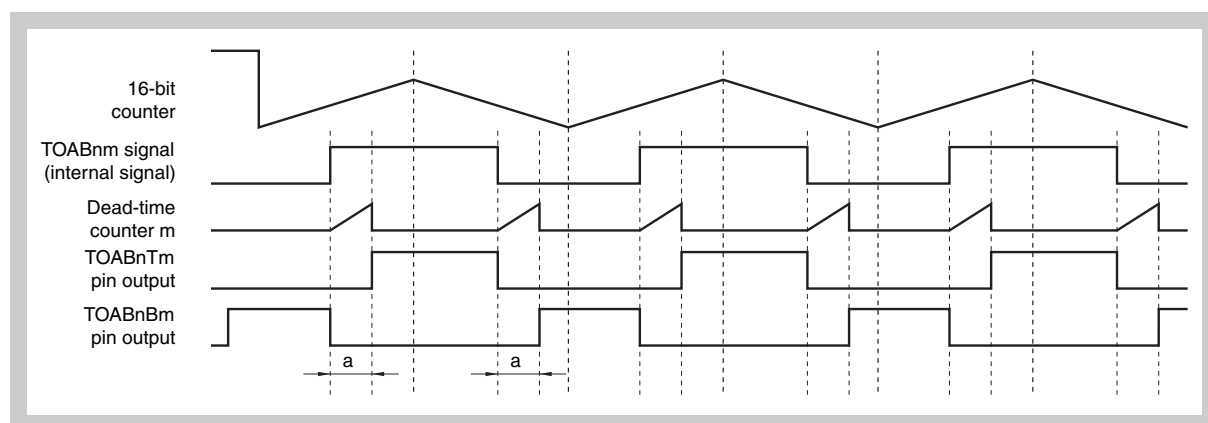 16-bit
counter
TOABnm signal
(internal signal)
Dead-time
counter m
TOABnTm
pin output
TOABnBm
pin output
a
a